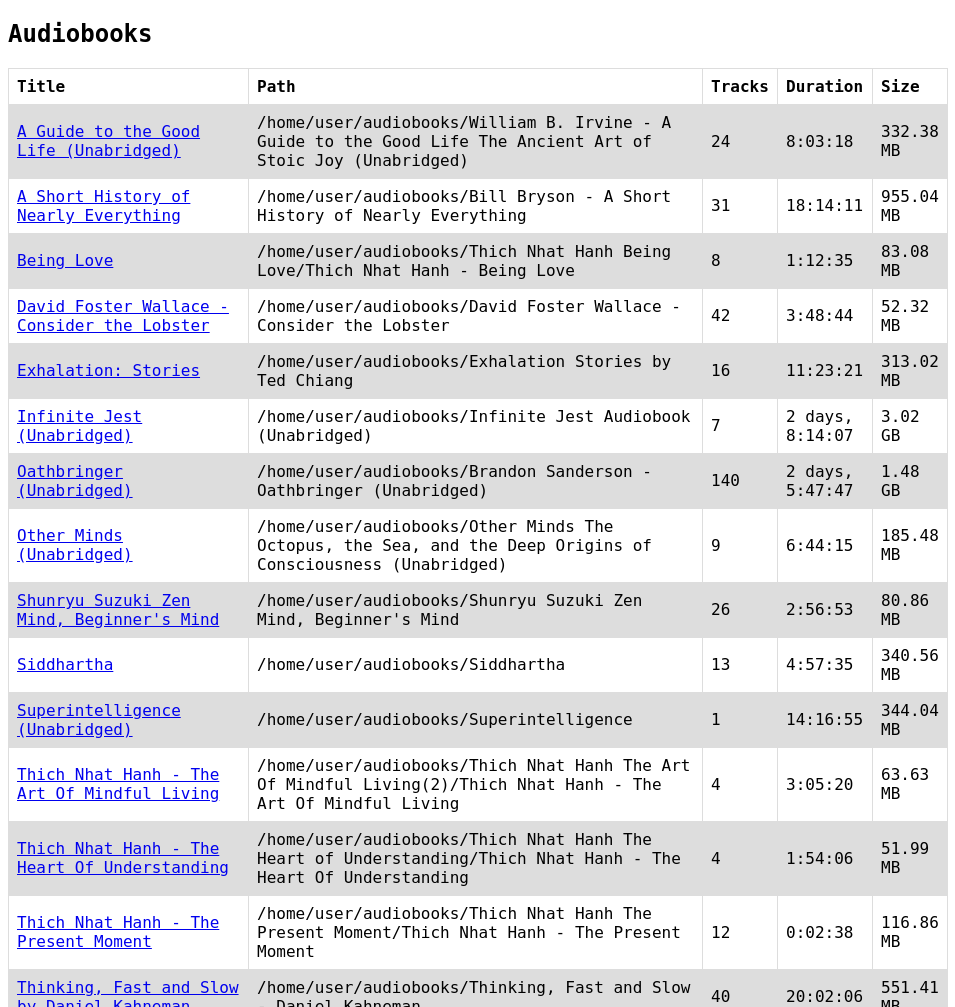 Audiobooks
Title Path Tracks Duration Size
A Guide to the Good
Life (Unabridged)
/home/user/audiobooks/William B. Irvine - A
Guide to the Good Life The Ancient Art of
Stoic Joy (Unabridged)
24
8:03:18
332.38
MB
A Short History of
Nearly Everything
/home/user/audiobooks/Bill Bryson - A Short
History of Nearly Everything
31
18:14:11
955.04
MB
Being Love
/home/user/audiobooks/Thich Nhat Hanh Being
Love/Thich Nhat Hanh - Being Love
8
1:12:35
83.08
MB
David Foster Wallace -
Consider the Lobster
/home/user/audiobooks/David Foster Wallace -
Consider the Lobster
42
3:48:44
52.32
MB
Exhalation: Stories
/home/user/audiobooks/Exhalation Stories by
Ted Chiang
16
11:23:21
313.02
MB
Infinite Jest
(Unabridged)
/home/user/audiobooks/Infinite Jest Audiobook
(Unabridged)
7
2 days,
8:14:07
3.02
GB
Oathbringer
(Unabridged)
/home/user/audiobooks/Brandon Sanderson -
Oathbringer (Unabridged)
140
2 days,
5:47:47
1.48
GB
Other Minds
(Unabridged)
/home/user/audiobooks/Other Minds The
Octopus, the Sea, and the Deep Origins of
Consciousness (Unabridged)
9
6:44:15
185.48
MB
Shunryu Suzuki Zen
Mind, Beginner's Mind
/home/user/audiobooks/Shunryu Suzuki Zen
Mind, Beginner's Mind
26
2:56:53
80.86
MB
Siddhartha
/home/user/audiobooks/Siddhartha
13
4:57:35
340.56
MB
Superintelligence
(Unabridged)
/home/user/audiobooks/Superintelligence
1
14:16:55
344.04
MB
Thich Nhat Hanh - The
Art Of Mindful Living
/home/user/audiobooks/Thich Nhat Hanh The Art
Of Mindful Living(2)/Thich Nhat Hanh - The
Art Of Mindful Living
4
3:05:20
63.63
MB
Thich Nhat Hanh - The
Heart Of Understanding
/home/user/audiobooks/Thich Nhat Hanh The
Heart of Understanding/Thich Nhat Hanh - The
Heart Of Understanding
4
1:54:06
51.99
MB
Thich Nhat Hanh - The
Present Moment
/home/user/audiobooks/Thich Nhat Hanh The
Present Moment/Thich Nhat Hanh - The Present
Moment
12
0:02:38
116.86
MB
Thinking, Fast and Slow
by Daniel Kahneman
/home/user/audiobooks/Thinking, Fast and Slow
- Daniel Kahneman
40
20:02:06
551.41
MB